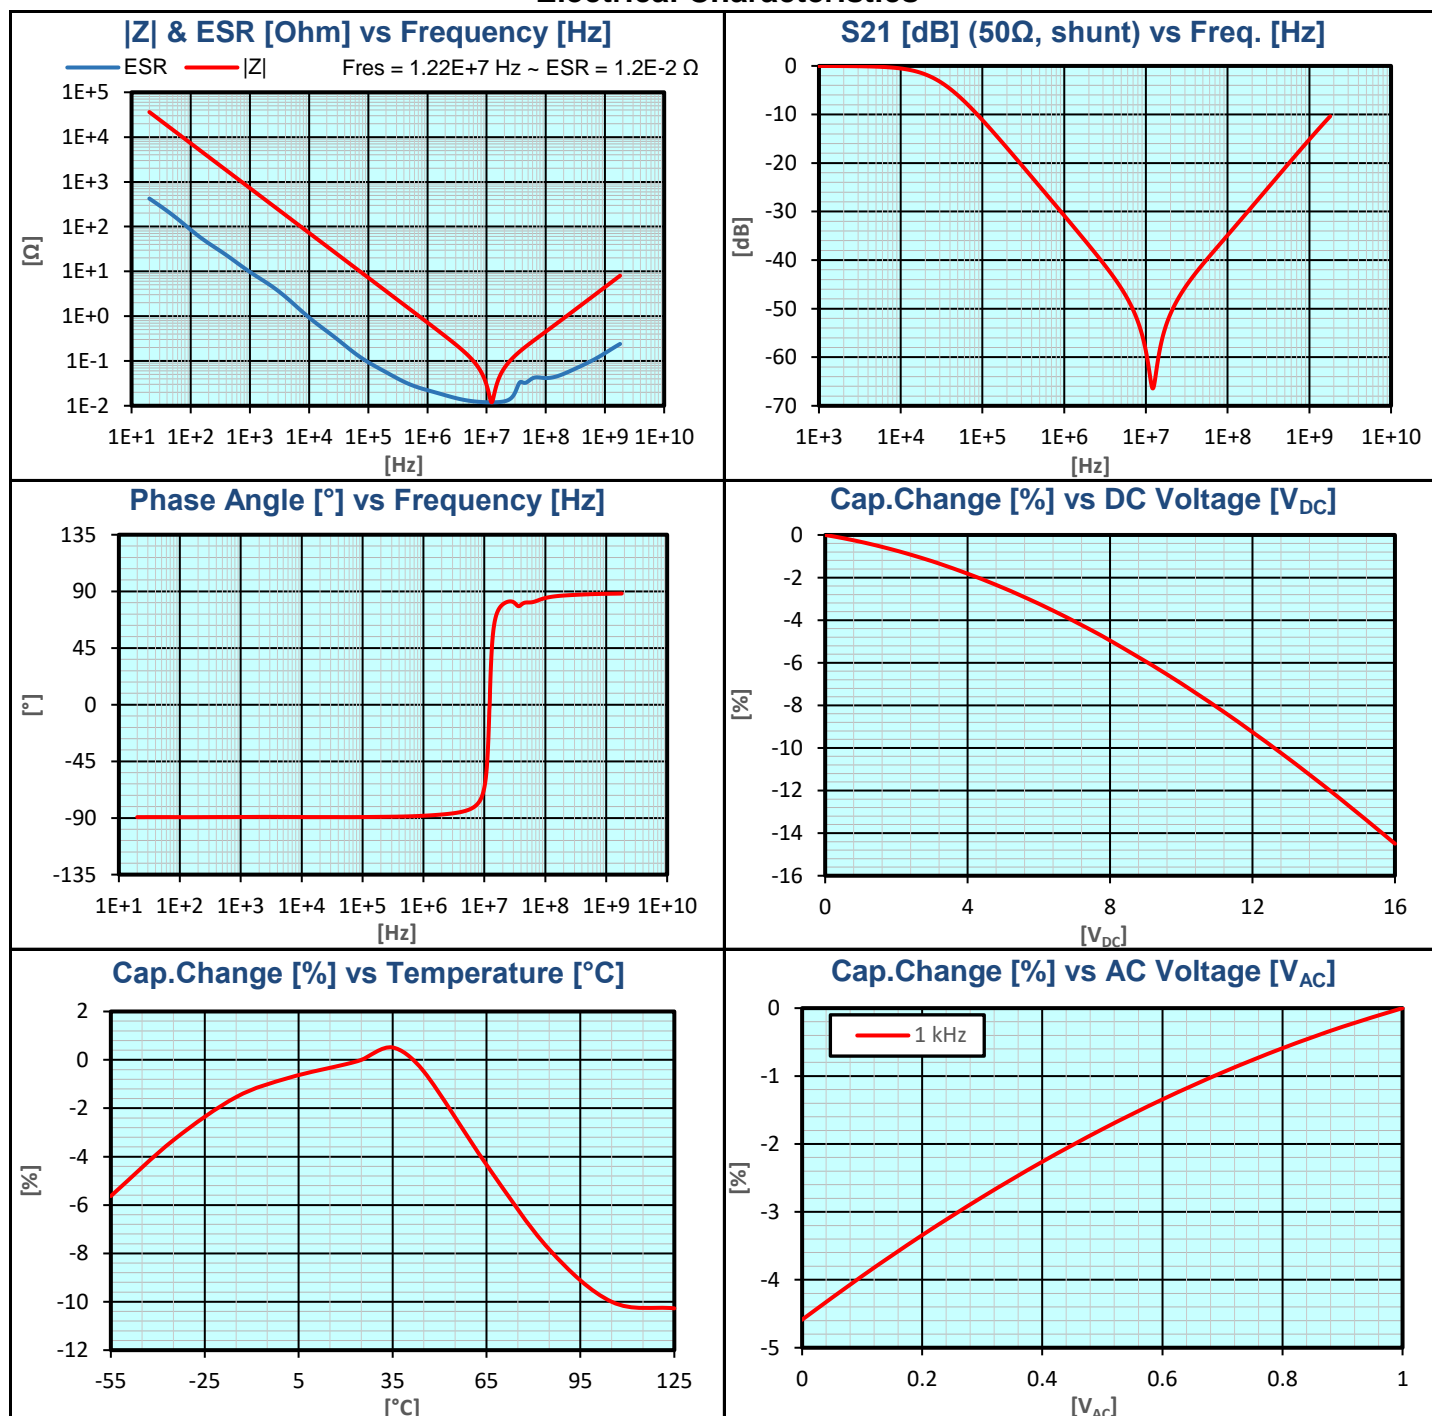 Electrical Characteristics
|Z| & ESR [Ohm] vs Frequency [Hz]
ESR |Z| Fres = 1.22E+7 Hz ~ ESR = 1.2E-2 Ω
1E+5
1E+4
1E+3
1E+2
1E+1
1E+0
1E-1
1E-2
[Ω]
1E+1 1E+2 1E+3 1E+4 1E+5 1E+6 1E+7 1E+8 1E+9 1E+10
[Hz]
S21 [dB] (50Ω, shunt) vs Freq. [Hz]
0
-10
-20
-30
-40
-50
-60
-70
[dB]
1E+3 1E+4 1E+5 1E+6 1E+7 1E+8 1E+9 1E+10
[Hz]
Phase Angle [°] vs Frequency [Hz]
135
90
45
0
-45
-90
-135
[°]
1E+1 1E+2 1E+3 1E+4 1E+5 1E+6 1E+7 1E+8 1E+9 1E+10
[Hz]
Cap.Change [%] vs DC Voltage [VDC]
0
-2
-4
-6
-8
-10
-12
-14
-16
[%]
0 4 8 12 16
[VDC]
Cap.Change [%] vs Temperature [°C]
2
0
-2
-4
-6
-8
-10
-12
[%]
-55 -25 5 35 65 95 125
[°C]
Cap.Change [%] vs AC Voltage [VAC]
1 kHz
0
-1
-2
-3
-4
-5
[%]
0 0.2 0.4 0.6 0.8 1
[VAC]